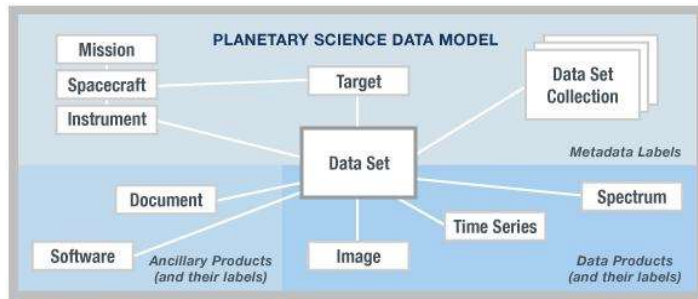 PLANETARY SCIENCE DATA MODEL
Mission
Spacecraft
Instrument
Target
Data Set
Collection
Metadata Labels
Data Set
Document
Software
Ancillary Products
(and their labels)
Image
Time Series
Spectrum
Data Products
(and their labels)